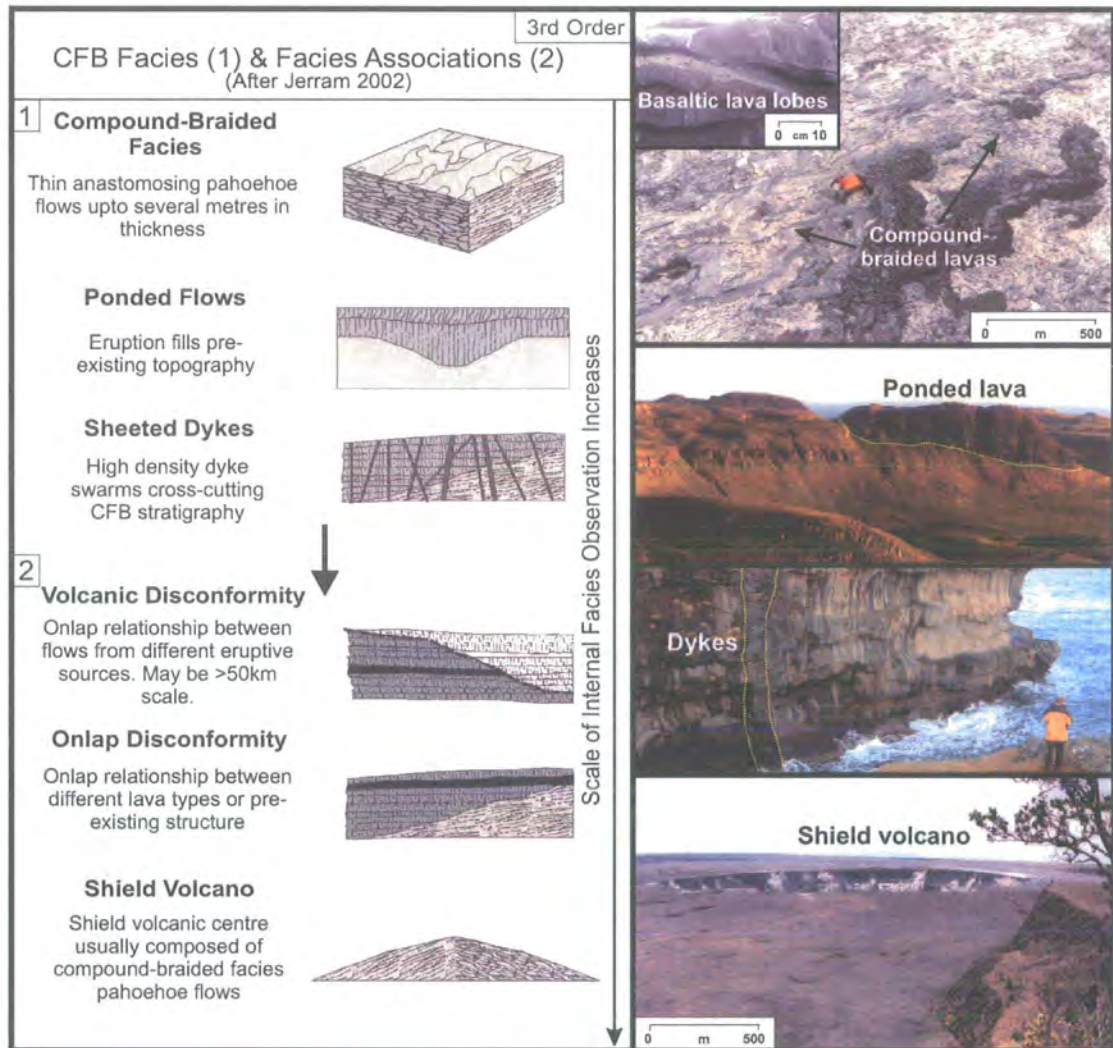 3rd Order
CFB Facies (1) & Facies Associations (2)
(After Jerram 2002)
1
Compound-Braided
Facies
Thin anastomosing pahoehoe
flows upto several metres in
thickness
Ponded Flows
Eruption fills pre-
existing topography
Sheeted Dykes
High density dyke
swarms cross-cutting
CFB stratigraphy
2
Volcanic Disconformity
Onlap relationship between
flows from different eruptive
sources. May be >50km
scale.
Onlap Disconformity
Onlap relationship between
different lava types or pre-
existing structure
Shield Volcano
Shield volcanic centre
usually composed of
compound-braided facies
pahoehoe flows
Scale of Internal Facies Observation Increases
Basaltic lava lobes
0 cm 10
Compound-
braided lavas
0 m 500
Ponded lava
Dykes
Shield volcano
0 m 500